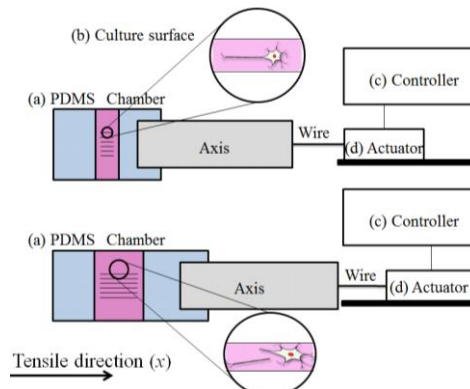 (b) Culture surface
(c) Controller
(a) PDMS Chamber
Wire
Axis
(d) Actuator
(a) PDMS Chamber
(c) Controller
Wire
Axis
(d) Actuator
Tensile direction (x)